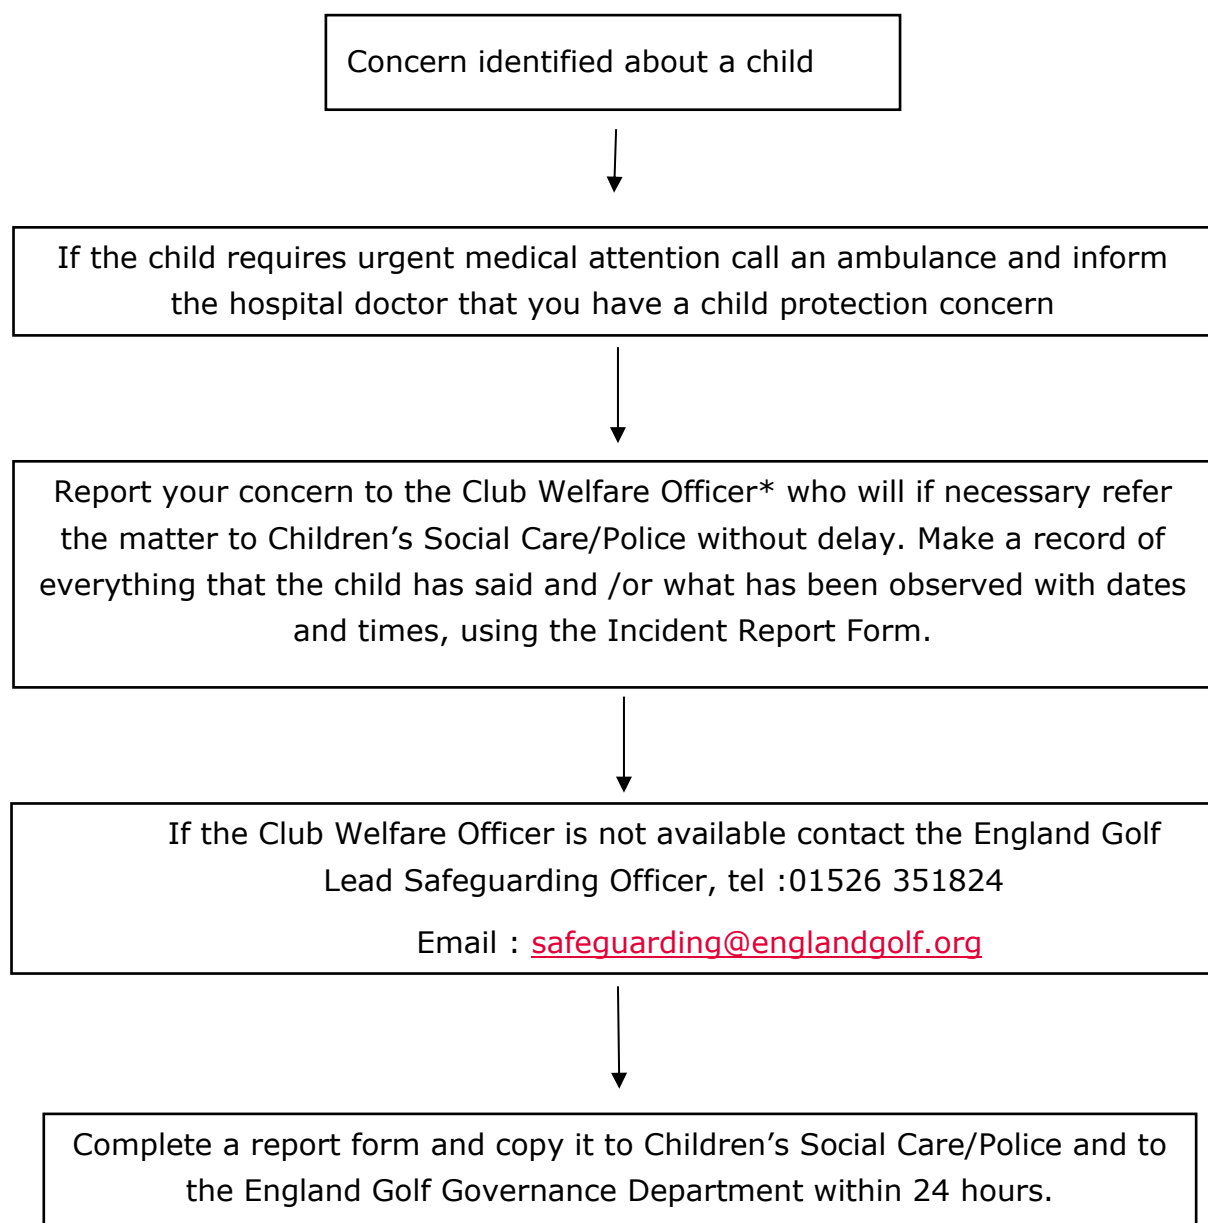 Concern identified about a child
If the child requires urgent medical attention call an ambulance and inform
the hospital doctor that you have a child protection concern
Report your concern to the Club Welfare Officer* who will if necessary refer
the matter to Children’s Social Care/Police without delay. Make a record of
everything that the child has said and /or what has been observed with dates
and times, using the Incident Report Form.
If the Club Welfare Officer is not available contact the England Golf
Lead Safeguarding Officer, tel :01526 351824
Email : safeguarding@englandgolf.org
Complete a report form and copy it to Children’s Social Care/Police and to
the England Golf Governance Department within 24 hours.